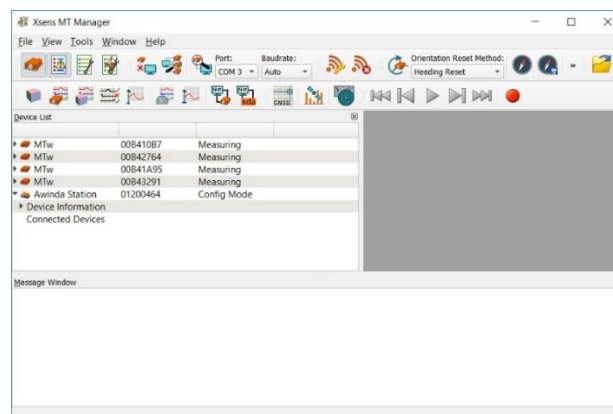 Xsens MT Manager
File View Tools Window Help
Port: Baudrate: Orientation Reset Method:
COM 3 Auto Heading Reset »
xda GNSS
Device List
MTw 00B410B7 Measuring
MTw 00B42764 Measuring
MTw 00B41A95 Measuring
MTw 00B43291 Measuring
Awinda Station 01200464 Config Mode
Device Information
Connected Devices
Message Window